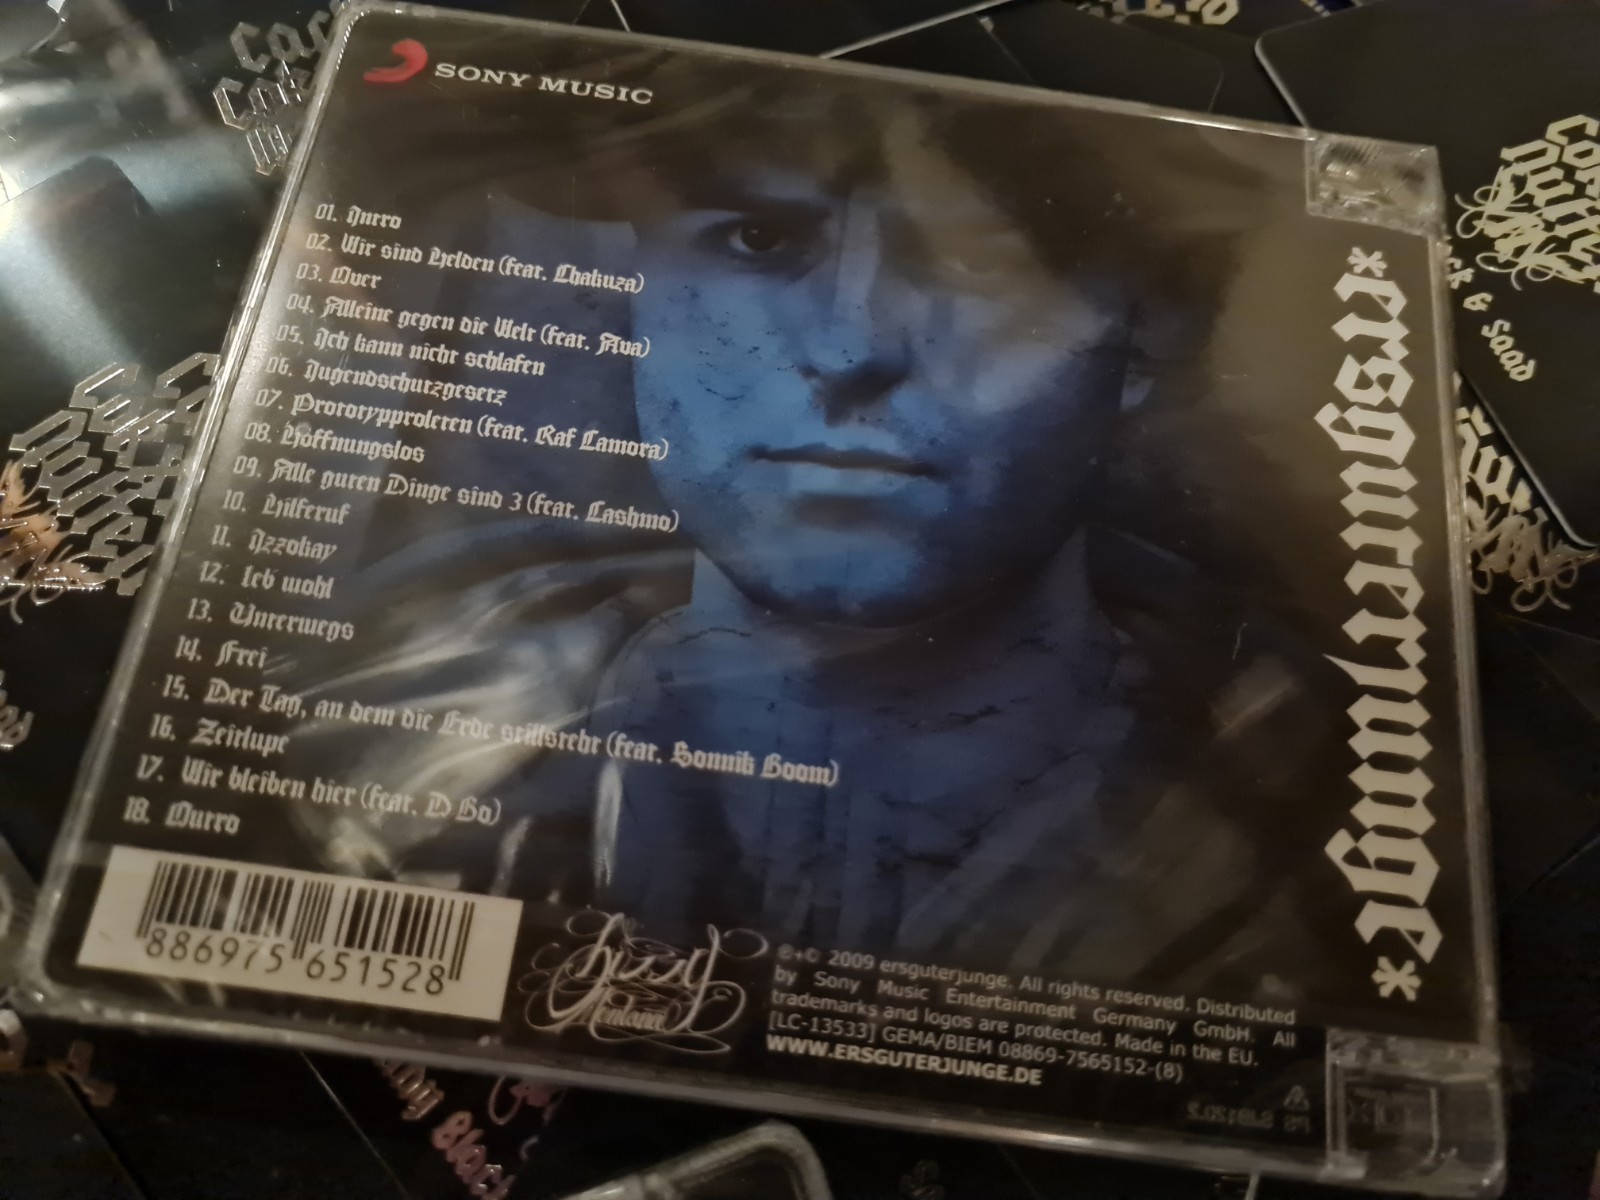 SONY MUSIC
01. Intro
02. Wir sind Helden (feat. Chakuza)
03. Over
04. Alleine gegen die Welt (feat. Ava)
05. Ich kann nicht schlafen
06. Jugendschutzgesetz
07. Prototypproleten (feat. Raf Camora)
08. Hoffnungslos
09. Alle guten Dinge sind 3 (feat. Cashmo)
10. Hilferuf
11. Izzokay
12. Leb wohl
13. Unterwegs
14. Frei
15. Der Tag, an dem die Erde stillsteht (feat. Sonnik Boom)
16. Zeitlupe
17. Wir bleiben hier (feat. D Bo)
18. Outro
*ersguterjunge*
886975 651528
Bizzy
Montana
℗+© 2009 ersguterjunge. All rights reserved. Distributed
by Sony Music Entertainment Germany GmbH. All
trademarks and logos are protected. Made in the EU.
[LC-13533] GEMA/BIEM 08869-7565152-(8)
WWW.ERSGUTERJUNGE.DE
& Saad